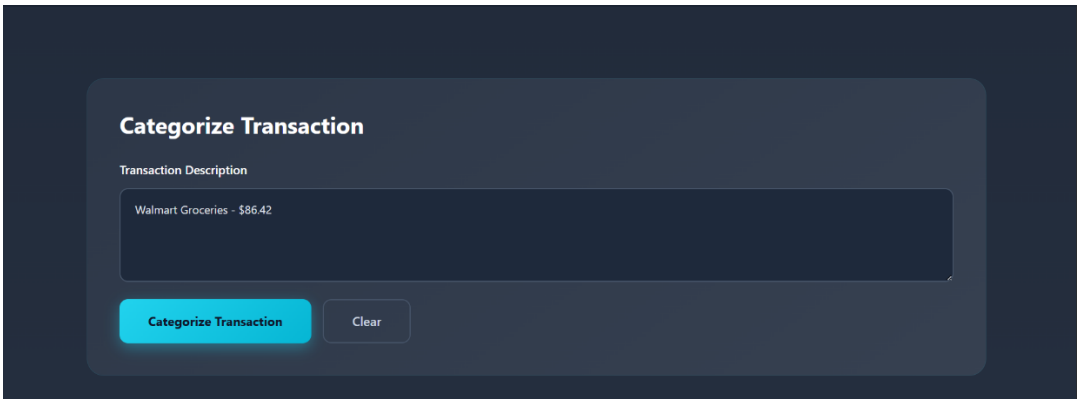 Categorize Transaction
Transaction Description
Walmart Groceries - $86.42
Categorize Transaction
Clear